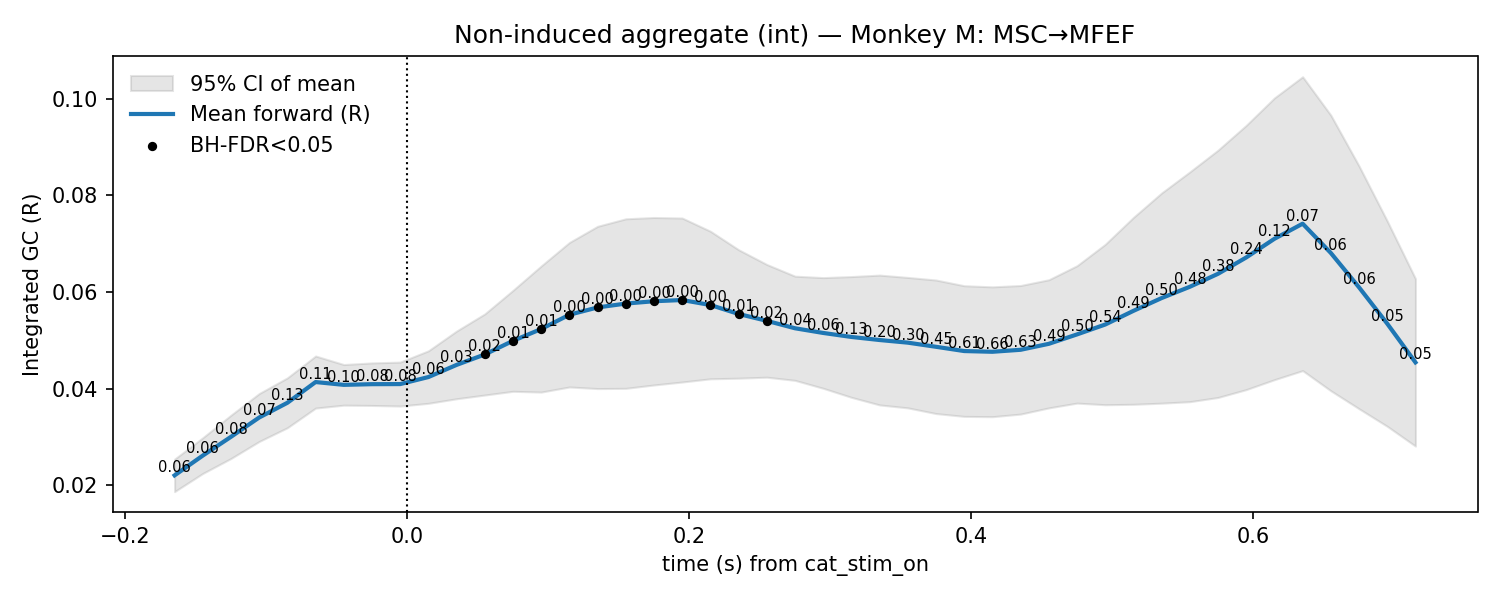 Non-induced aggregate (int) — Monkey M: MSC→MFEF
95% CI of mean
Mean forward (R)
BH-FDR<0.05
Integrated GC (R)
0.10
0.08
0.06
0.04
0.02
0.06 0.06 0.08 0.07 0.13 0.11 0.10 0.08 0.08 0.06 0.03 0.02 0.01 0.01 0.00 0.00 0.00 0.00 0.00 0.00 0.01 0.02 0.04 0.06 0.13 0.20 0.30 0.45 0.61 0.66 0.63 0.49 0.50 0.54 0.49 0.50 0.48 0.38 0.24 0.12 0.07 0.06 0.06 0.05 0.05
−0.2 0.0 0.2 0.4 0.6
time (s) from cat_stim_on